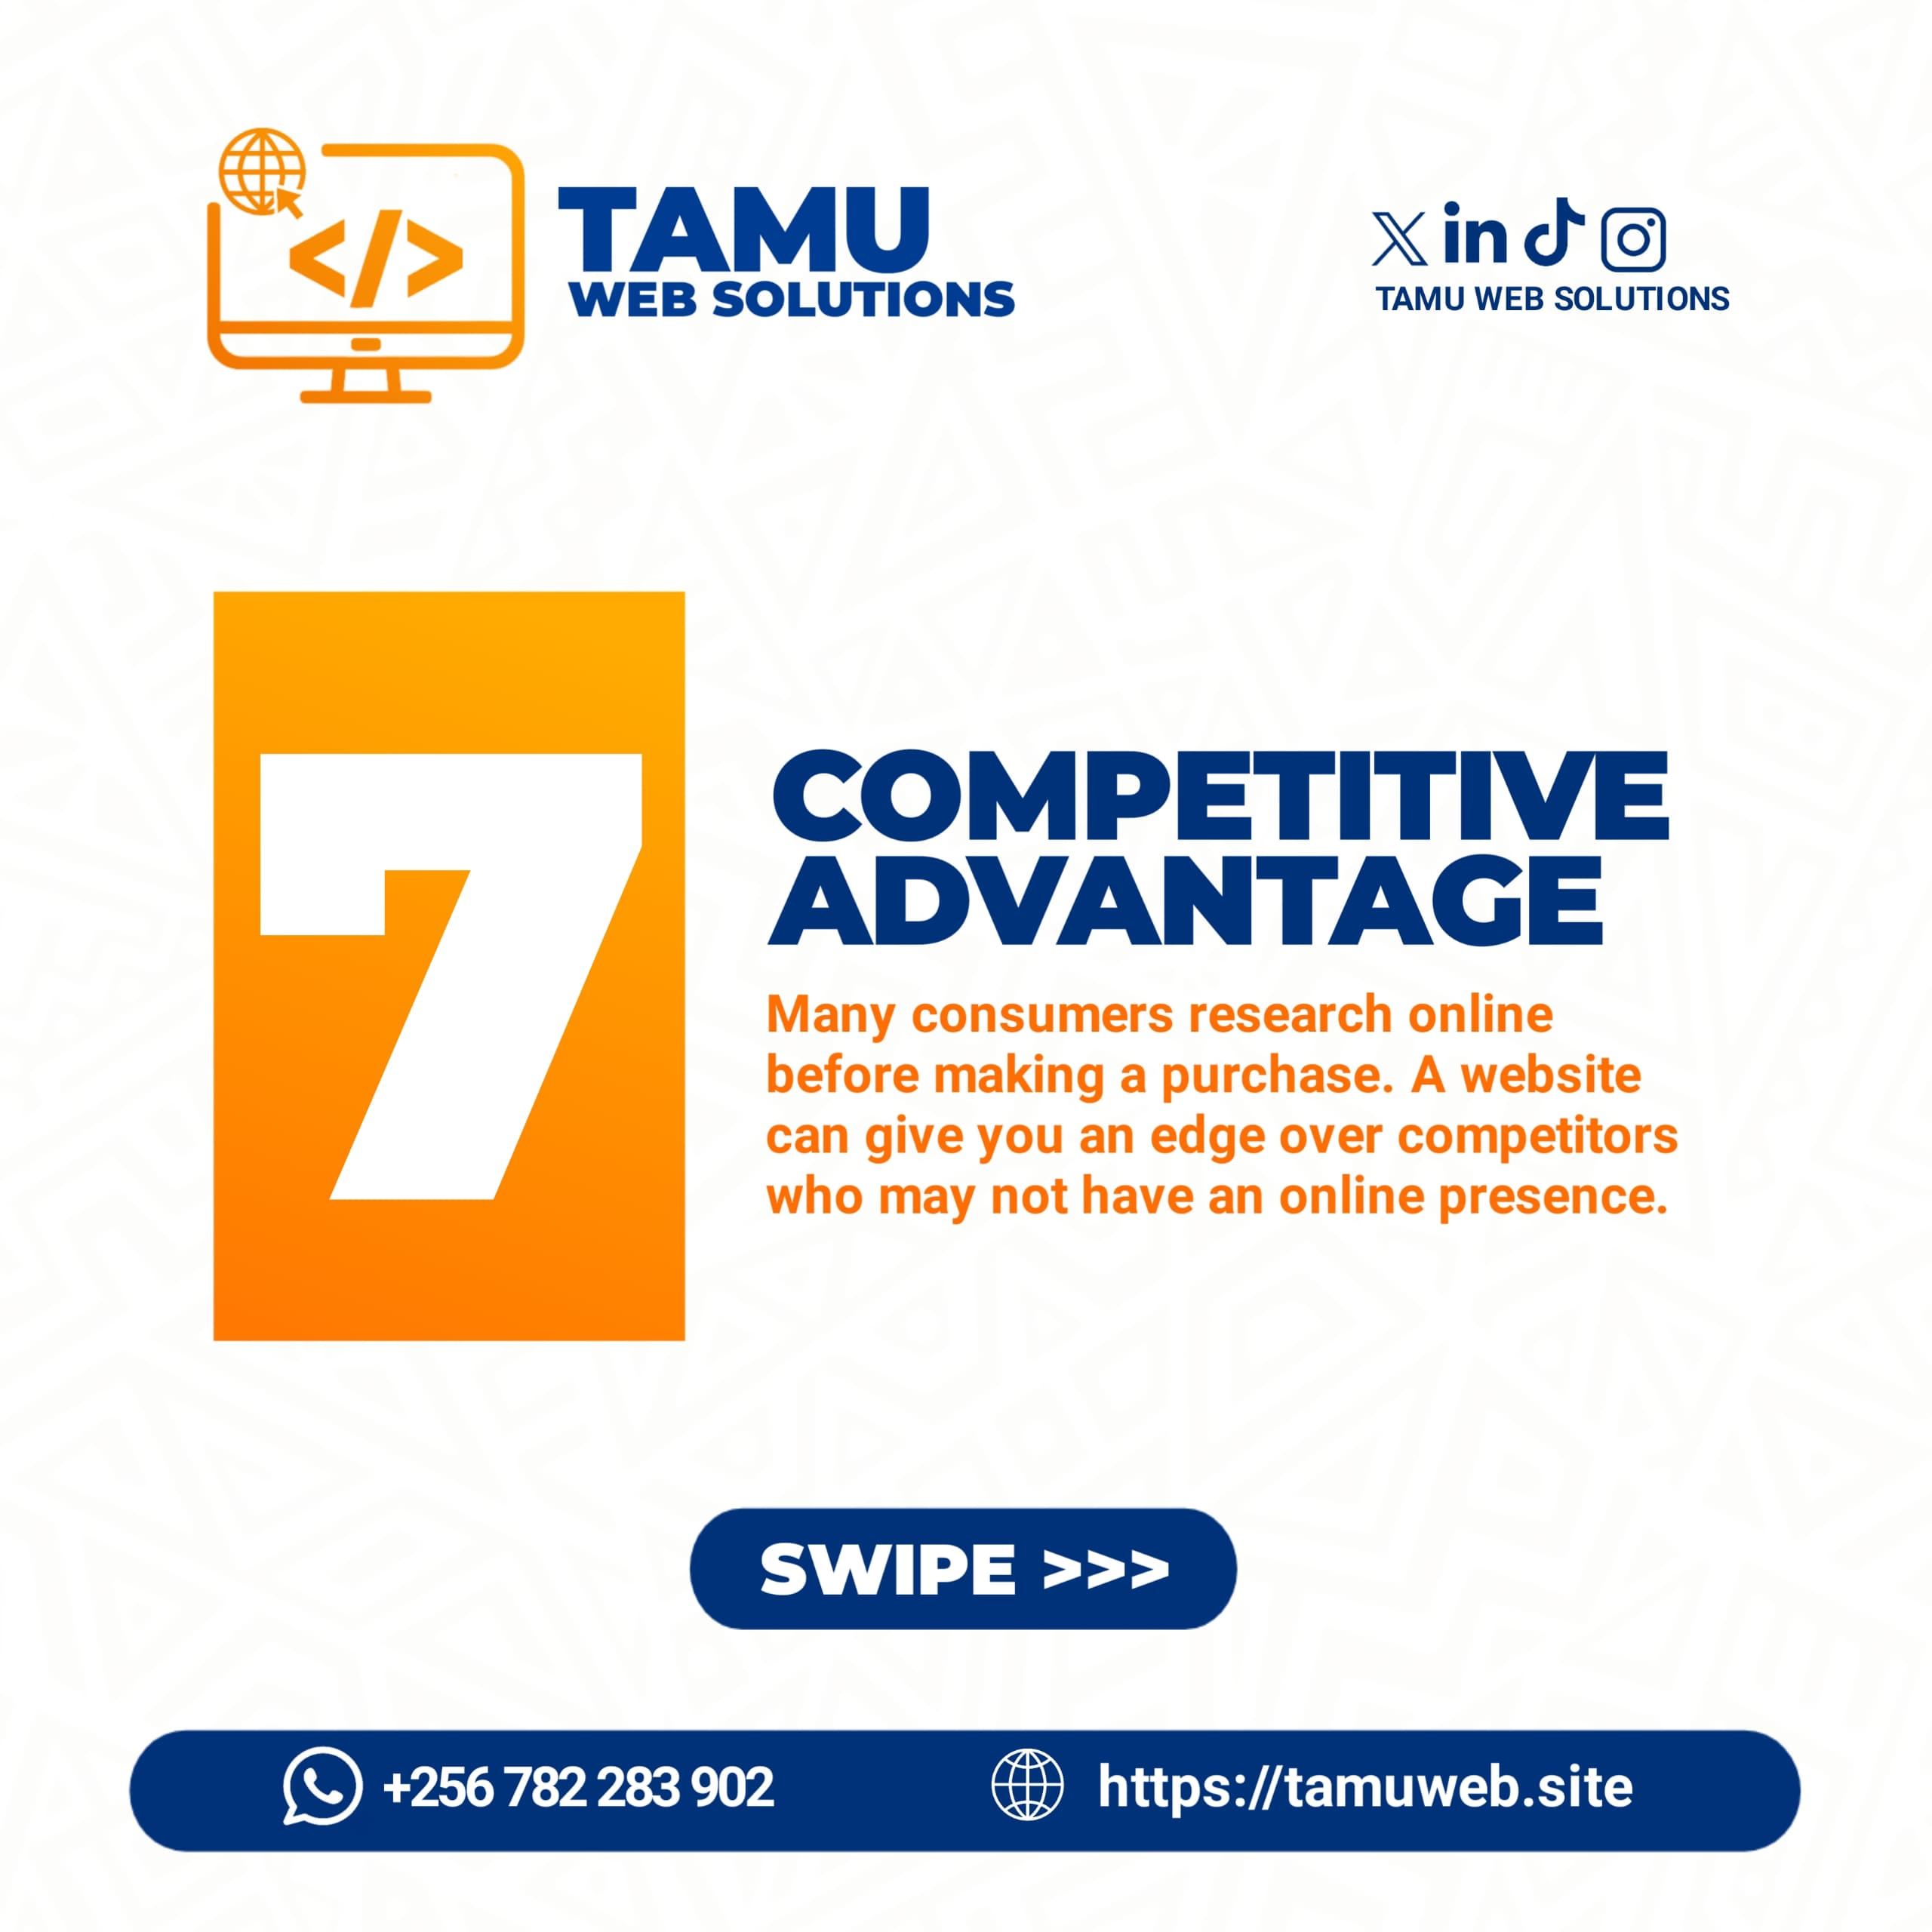 </>
TAMU
WEB SOLUTIONS
X in
TAMU WEB SOLUTIONS
7
COMPETITIVE
ADVANTAGE
Many consumers research online
before making a purchase. A website
can give you an edge over competitors
who may not have an online presence.
SWIPE >>>
+256 782 283 902
https://tamuweb.site